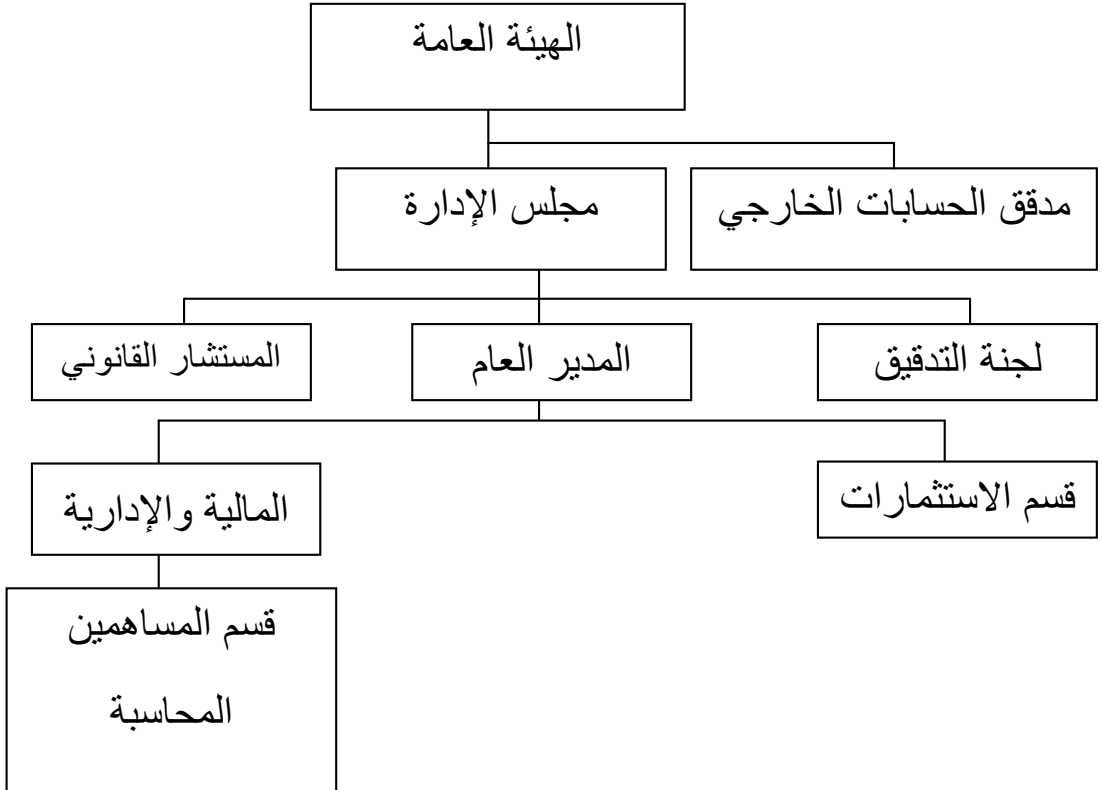 الهيئة العامة
مدقق الحسابات الخارجي
مجلس الإدارة
لجنة التدقيق
المدير العام
المستشار القانوني
قسم الاستثمارات
المالية والإدارية
قسم المساهمين
المحاسبة